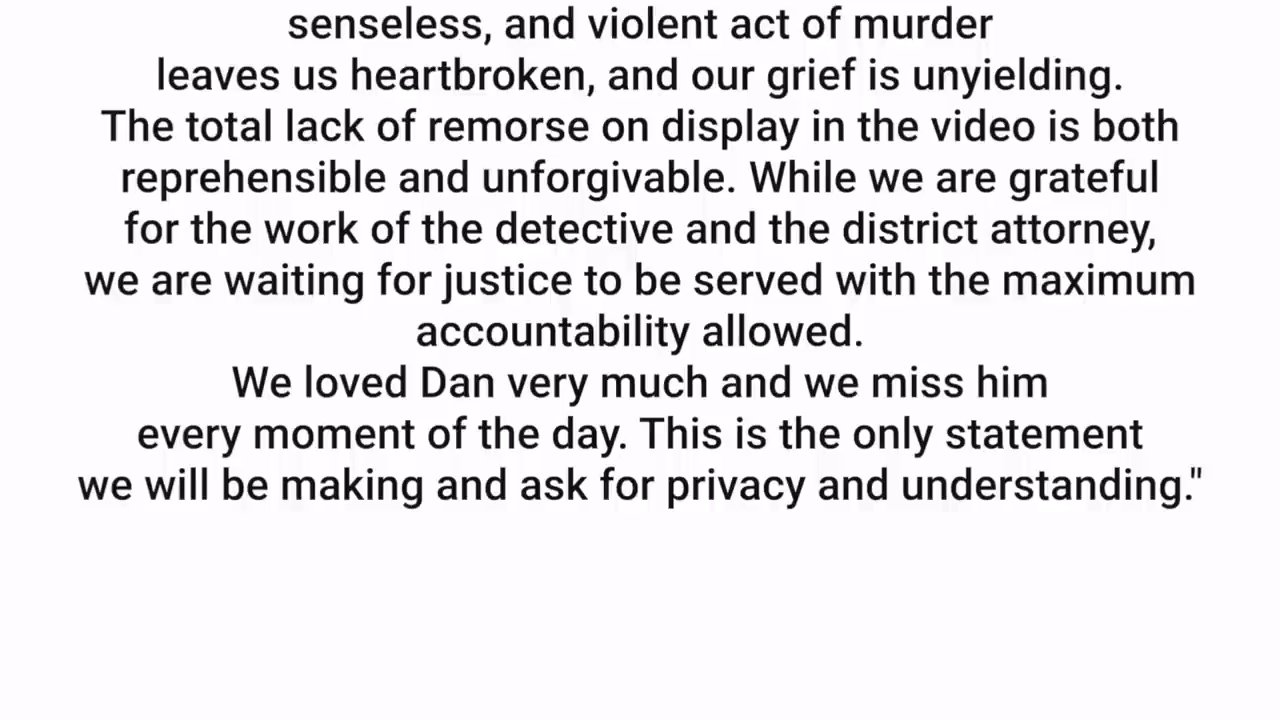 senseless, and violent act of murder
leaves us heartbroken, and our grief is unyielding.
The total lack of remorse on display in the video is both
reprehensible and unforgivable. While we are grateful
for the work of the detective and the district attorney,
we are waiting for justice to be served with the maximum
accountability allowed.
We loved Dan very much and we miss him
every moment of the day. This is the only statement
we will be making and ask for privacy and understanding."